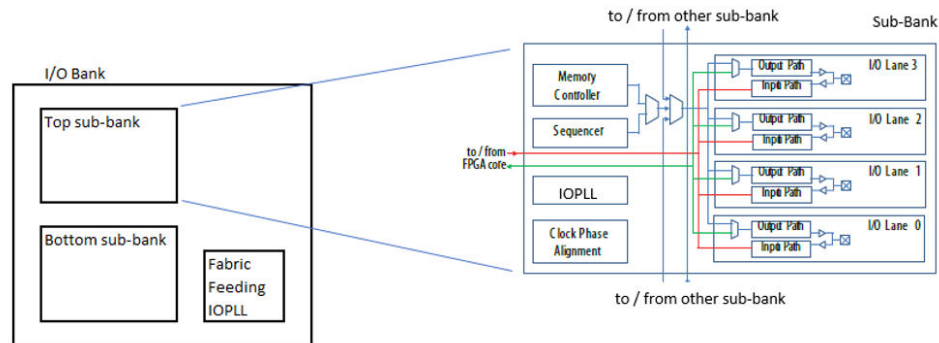 to / from other sub-bank
Sub-Bank
I/O Bank
Top sub-bank
Bottom sub-bank
Fabric
Feeding
IOPLL
Memory
Controller
Sequencer
to / from
FPGA core
IOPLL
Clock Phase
Alignment
Output Path
Input Path
I/O Lane 3
Output Path
Input Path
I/O Lane 2
Output Path
Input Path
I/O Lane 1
Output Path
Input Path
I/O Lane 0
to / from other sub-bank